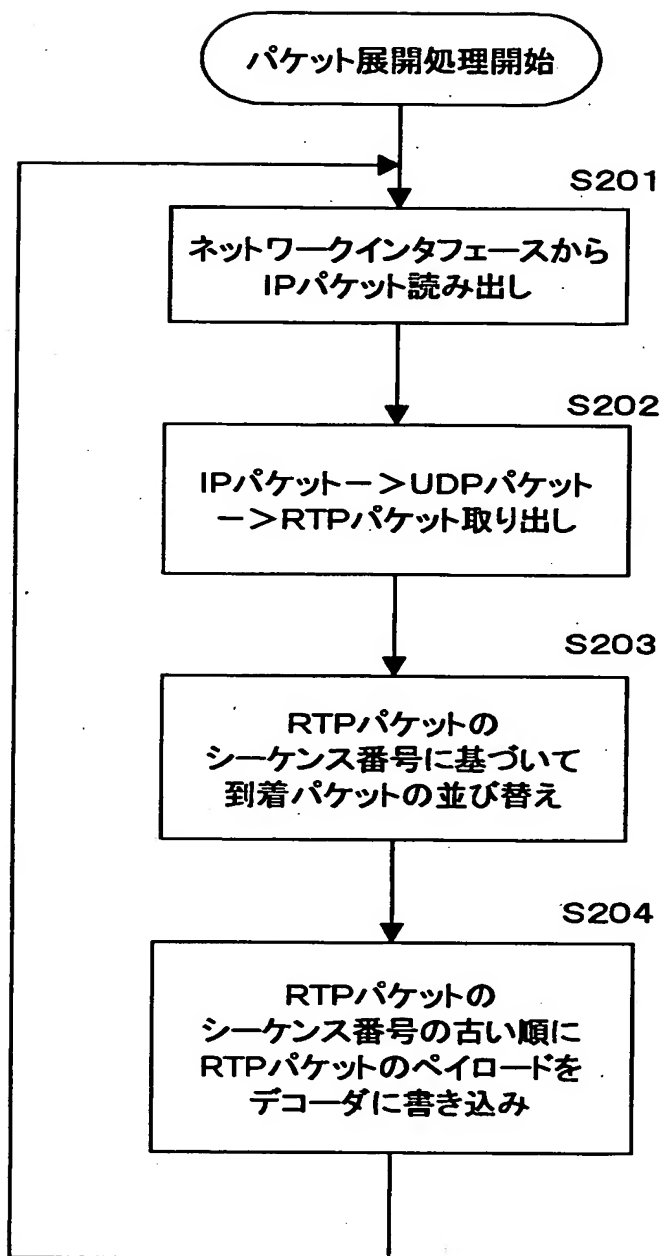 パケット展開処理開始
S201
ネットワークインタフェースから
IPパケット読み出し
S202
IPパケットー>UDPパケット
ー>RTPパケット取り出し
S203
RTPパケットの
シーケンス番号に基づいて
到着パケットの並び替え
S204
RTPパケットの
シーケンス番号の古い順に
RTPパケットのペイロードを
デコーダに書き込み